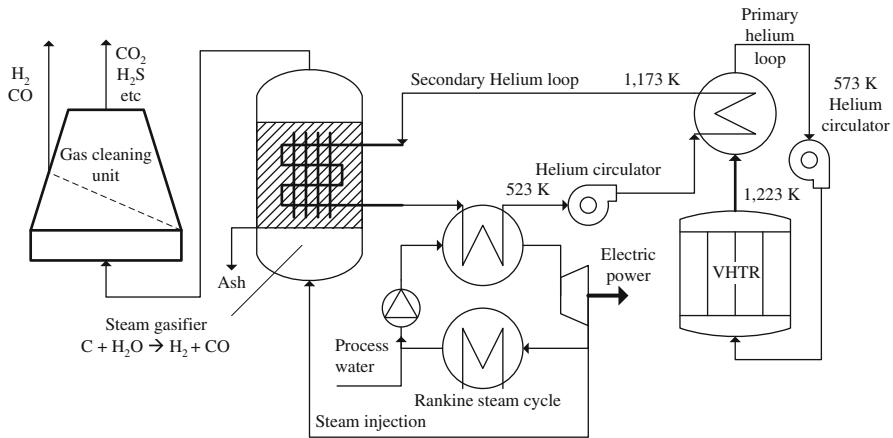 H2
CO
CO2
H2S
etc
Gas cleaning
unit
Secondary Helium loop
1,173 K
Primary
helium
loop
573 K
Helium
circulator
523 K
Helium circulator
1,223 K
VHTR
Electric
power
Ash
Steam gasifier
C + H2O → H2 + CO
Process
water
Rankine steam cycle
Steam injection